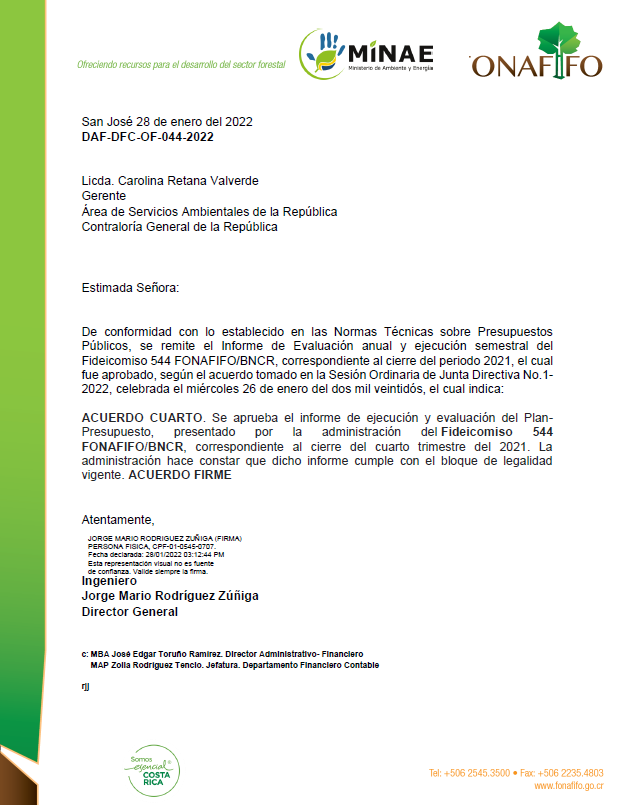 Ofreciendo recursos para el desarrollo del sector forestal
MINAE
Ministerio de Ambiente y Energía
ONAFIFO
San José 28 de enero del 2022
DAF-DFC-OF-044-2022
Licda. Carolina Retana Valverde
Gerente
Área de Servicios Ambientales de la República
Contraloría General de la República
Estimada Señora:
De conformidad con lo establecido en las Normas Técnicas sobre Presupuestos
Públicos, se remite el Informe de Evaluación anual y ejecución semestral del
Fideicomiso 544 FONAFIFO/BNCR, correspondiente al cierre del periodo 2021, el cual
fue aprobado, según el acuerdo tomado en la Sesión Ordinaria de Junta Directiva No.1-
2022, celebrada el miércoles 26 de enero del dos mil veintidós, el cual indica:
ACUERDO CUARTO. Se aprueba el informe de ejecución y evaluación del Plan-
Presupuesto, presentado por la administración del Fideicomiso 544
FONAFIFO/BNCR, correspondiente al cierre del cuarto trimestre del 2021. La
administración hace constar que dicho informe cumple con el bloque de legalidad
vigente. ACUERDO FIRME
Atentamente,
JORGE MARIO RODRIGUEZ ZUÑIGA (FIRMA)
PERSONA FISICA, CPF-01-0545-0707.
Fecha declarada: 28/01/2022 03:12:44 PM
Esta representación visual no es fuente
de confianza. Valide siempre la firma.
Ingeniero
Jorge Mario Rodríguez Zúñiga
Director General
c: MBA José Edgar Toruño Ramírez. Director Administrativo- Financiero
MAP Zoila Rodríguez Tencio. Jefatura. Departamento Financiero Contable
rjj
Somos
esencial
COSTA
RICA
Tel: +506 2545.3500 • Fax: +506 2235.4803
www.fonafifo.go.cr